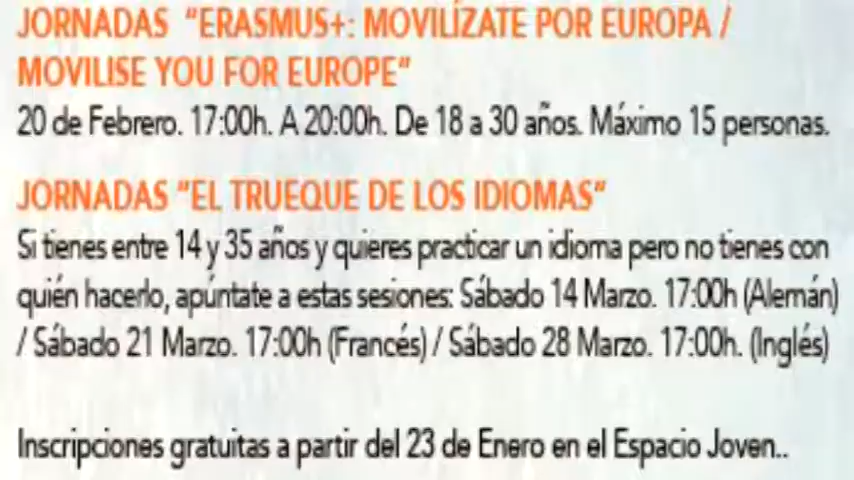 JORNADAS "ERASMUS+: MOVILÍZATE POR EUROPA /
MOVILISE YOU FOR EUROPE"
20 de Febrero. 17:00h. A 20:00h. De 18 a 30 años. Máximo 15 personas.
JORNADAS "EL TRUEQUE DE LOS IDIOMAS"
Si tienes entre 14 y 35 años y quieres practicar un idioma pero no tienes con
quién hacerlo, apúntate a estas sesiones: Sábado 14 Marzo. 17:00h (Alemán)
/ Sábado 21 Marzo. 17:00h (Francés) / Sábado 28 Marzo. 17:00h. (Inglés)
Inscripciones gratuitas a partir del 23 de Enero en el Espacio Joven..